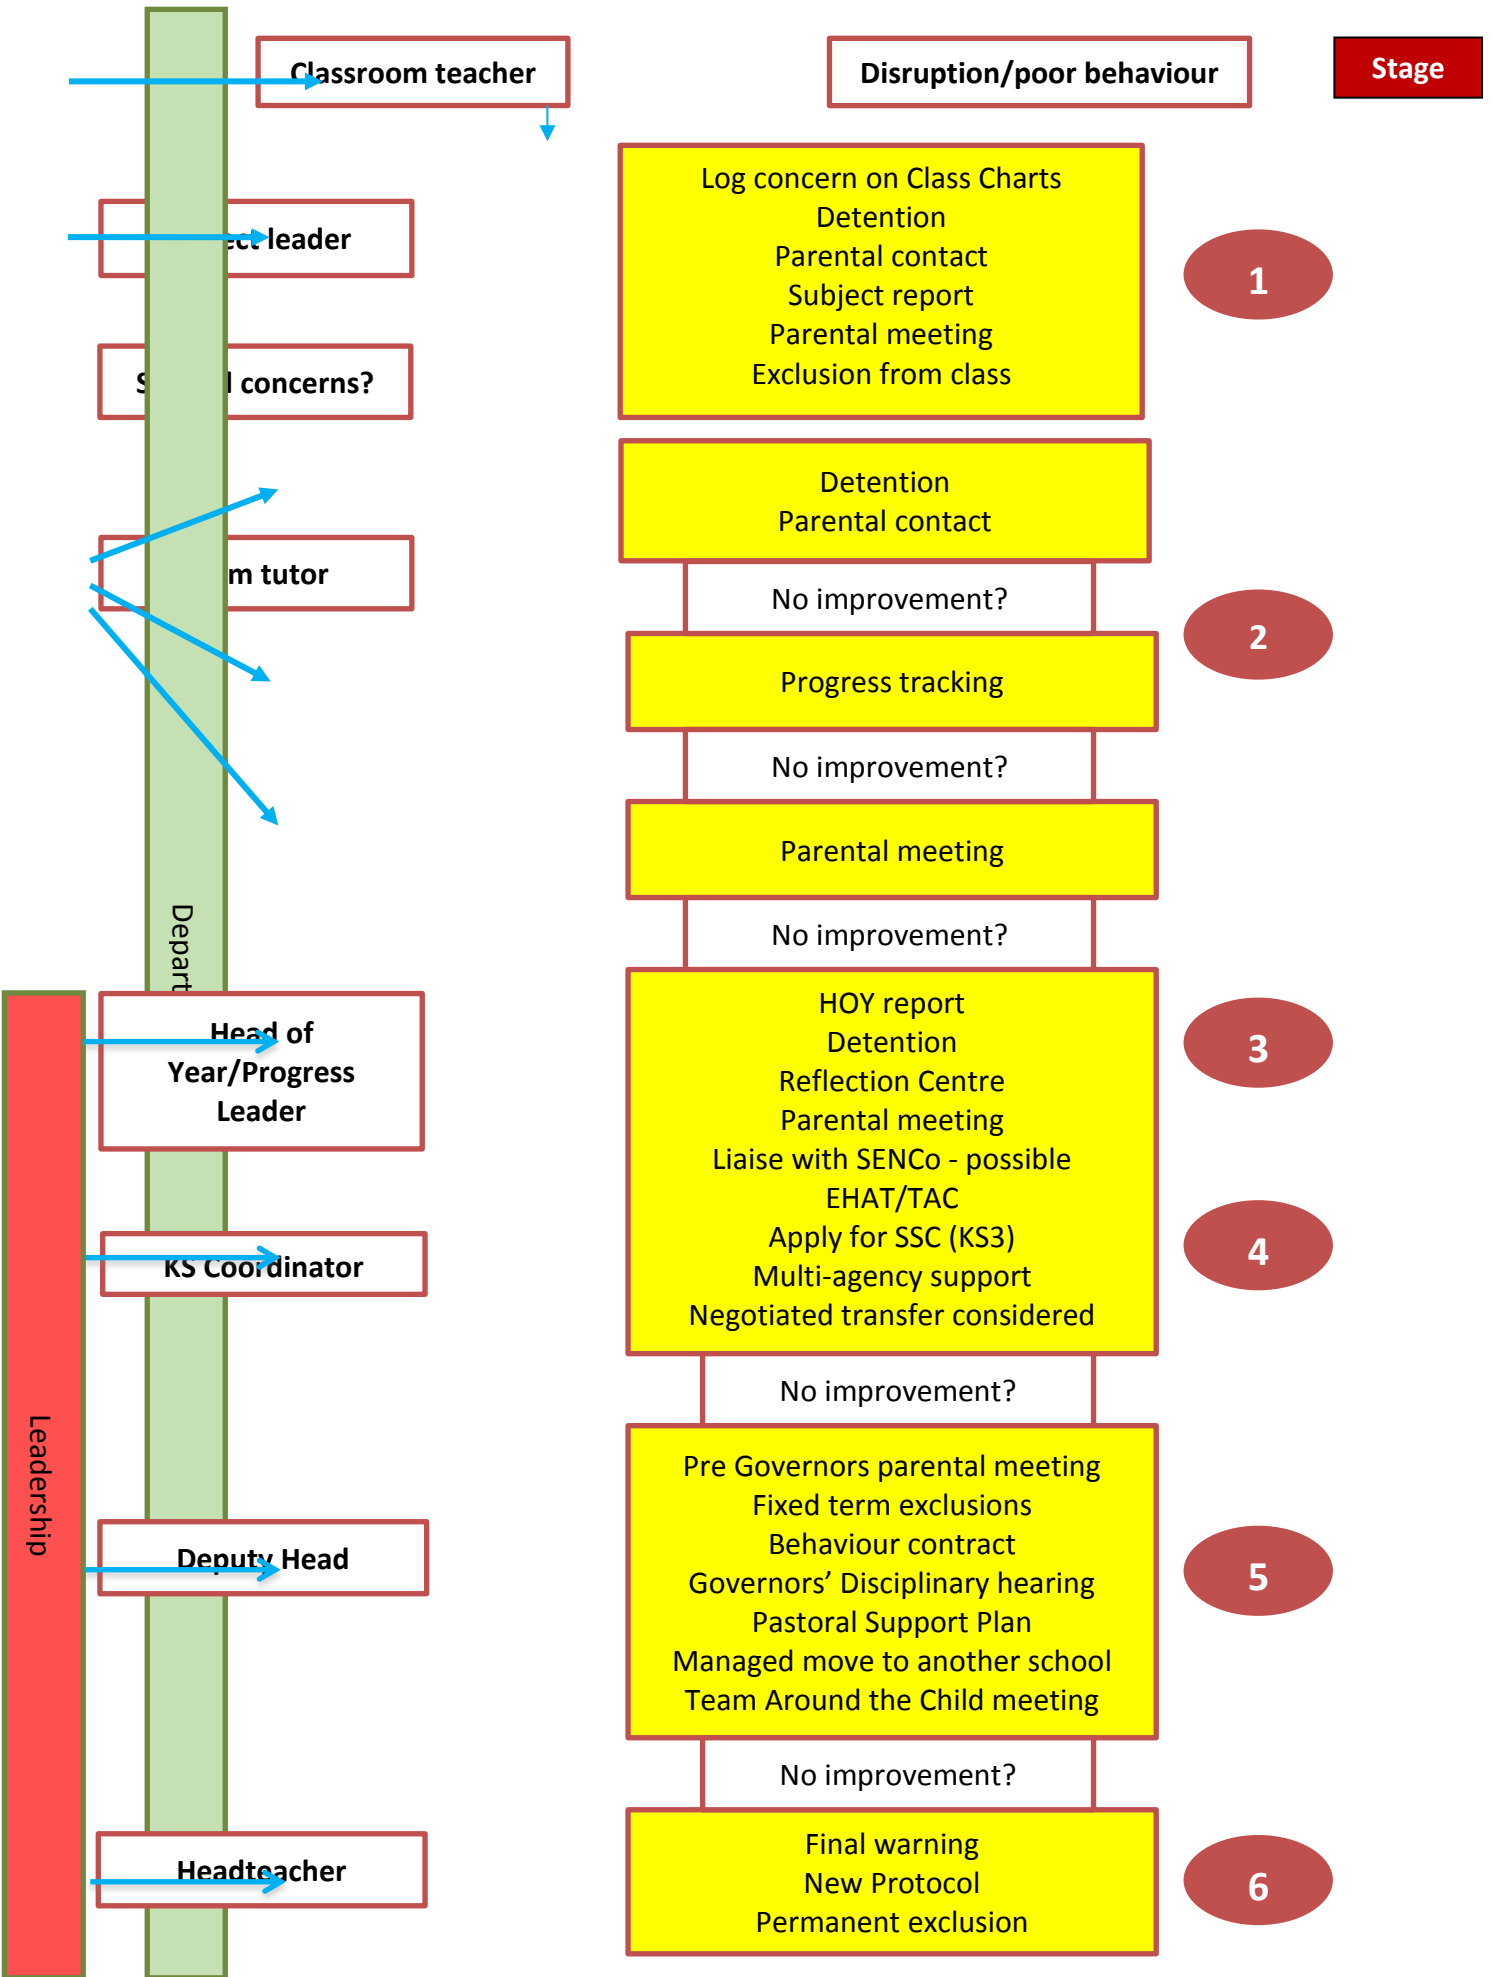 Classroom teacher
Disruption/poor behaviour
Stage
Log concern on Class Charts
Detention
Parental contact
Subject report
Parental meeting
Exclusion from class
1
leader
concerns?
Detention
Parental contact
tutor
No improvement?
2
Progress tracking
No improvement?
Parental meeting
No improvement?
Depart
Head of
Year/Progress
Leader
HOY report
Detention
Reflection Centre
Parental meeting
Liaise with SENCo - possible
EHAT/TAC
Apply for SSC (KS3)
Multi-agency support
Negotiated transfer considered
3
KS Coordinator
4
No improvement?
Leadership
Deputy Head
Pre Governors parental meeting
Fixed term exclusions
Behaviour contract
Governors’ Disciplinary hearing
Pastoral Support Plan
Managed move to another school
Team Around the Child meeting
5
No improvement?
Headteacher
Final warning
New Protocol
Permanent exclusion
6